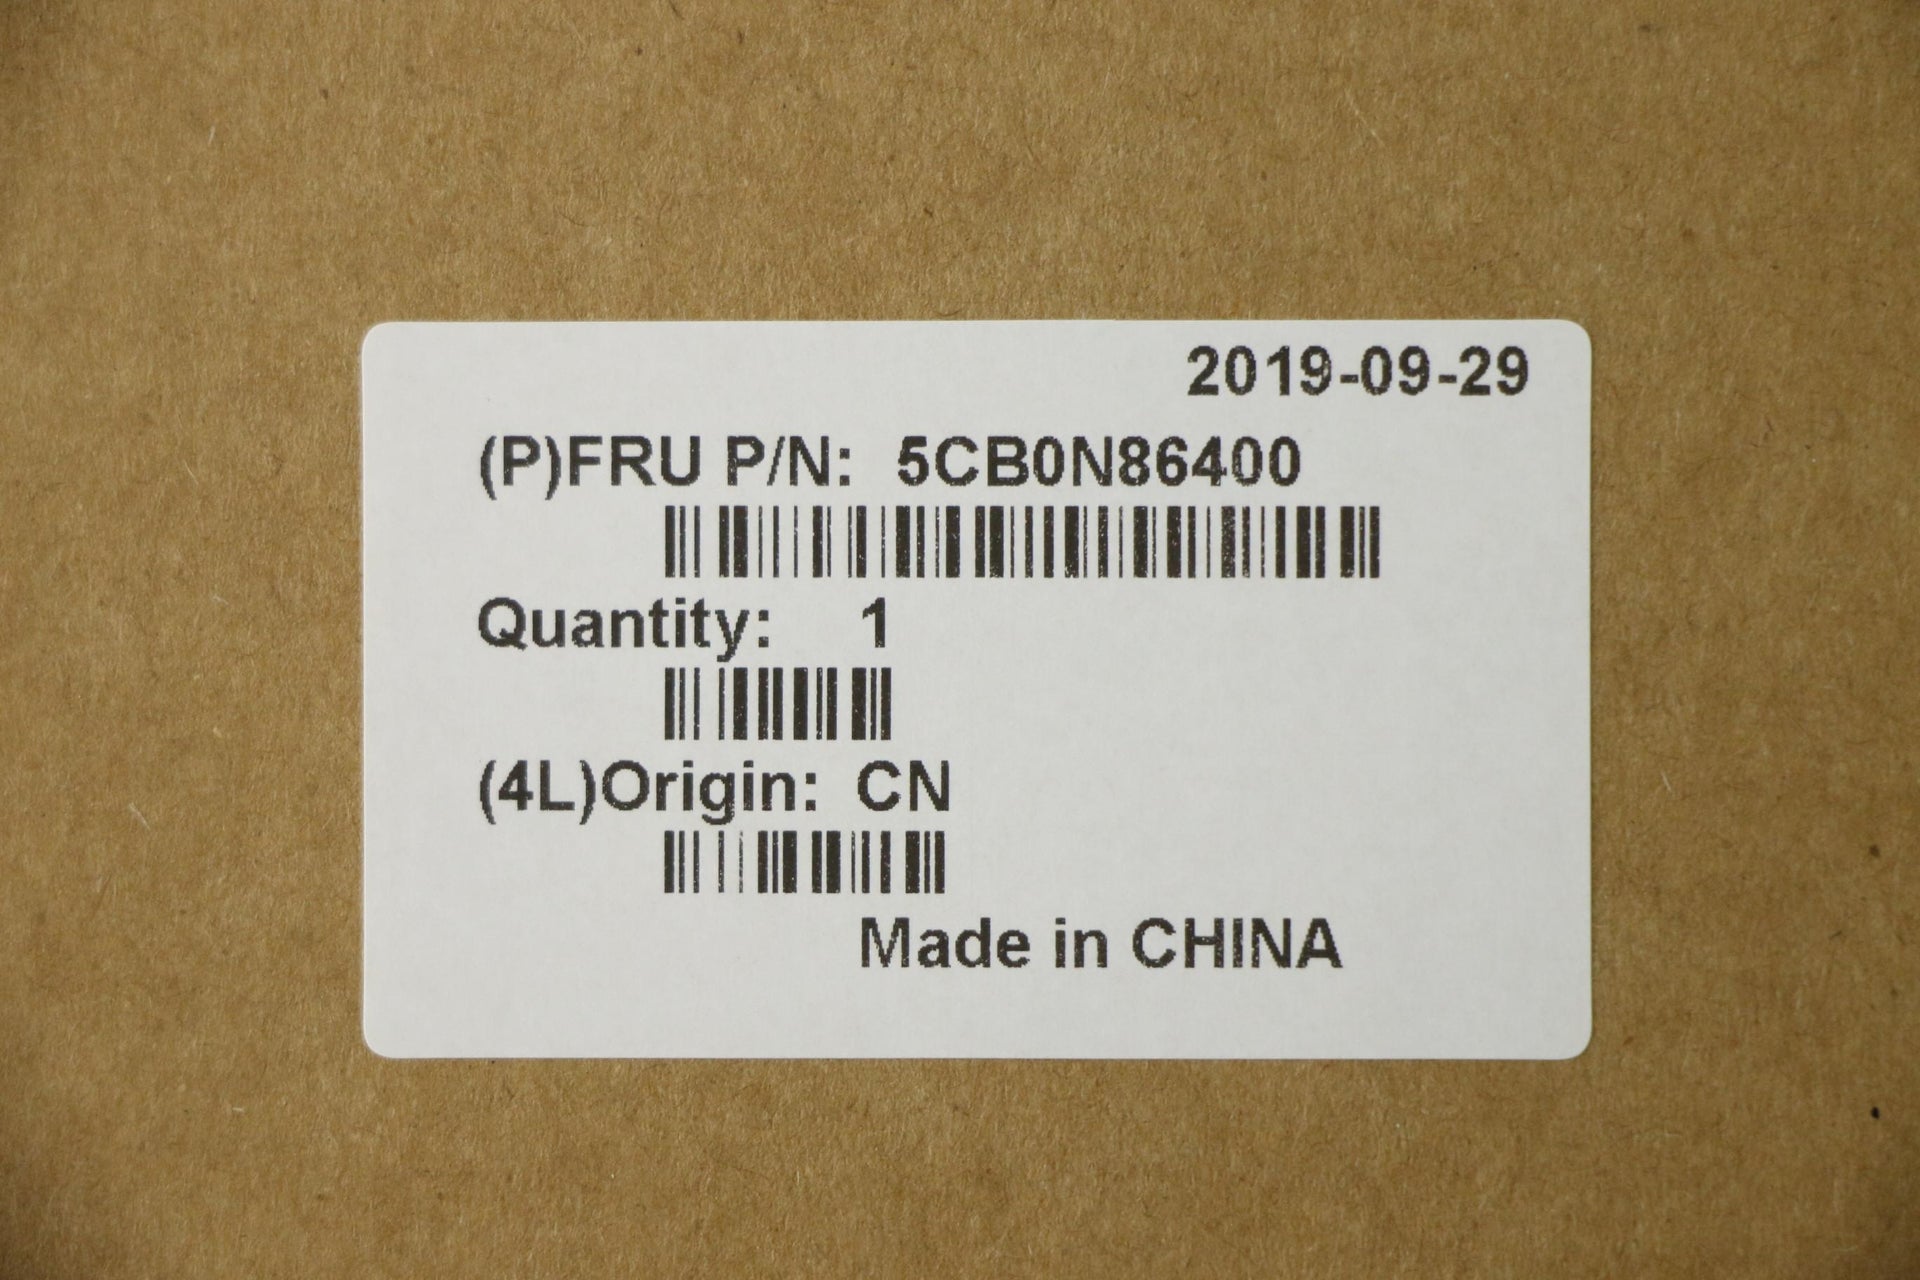 2019-09-29
(P)FRU P/N: 5CB0N86400
Quantity: 1
(4L)Origin: CN
Made in CHINA